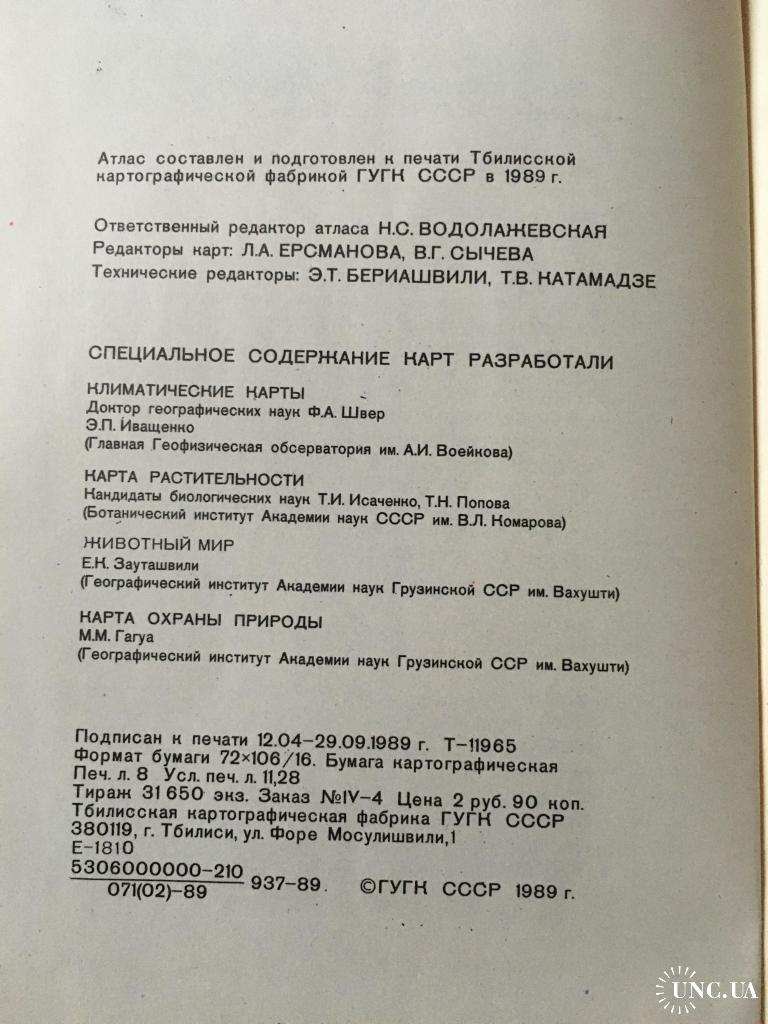 Атлас составлен и подготовлен к печати Тбилисской
картографической фабрикой ГУГК СССР в 1989 г.
Ответственный редактор атласа Н.С. ВОДОЛАЖЕВСКАЯ
Редакторы карт: Л.А. ЕРСМАНОВА, В.Г. СЫЧЕВА
Технические редакторы: Э.Т. БЕРИАШВИЛИ, Т.В. КАТАМАДЗЕ
СПЕЦИАЛЬНОЕ СОДЕРЖАНИЕ КАРТ РАЗРАБОТАЛИ
КЛИМАТИЧЕСКИЕ КАРТЫ
Доктор географических наук Ф.А. Швер
Э.П. Иващенко
(Главная Геофизическая обсерватория им. А.И. Воейкова)
КАРТА РАСТИТЕЛЬНОСТИ
Кандидаты биологических наук Т.И. Исаченко, Т.Н. Попова
(Ботанический институт Академии наук СССР им. В.Л. Комарова)
ЖИВОТНЫЙ МИР
Е.К. Зауташвили
(Географический институт Академии наук Грузинской ССР им. Вахушти)
КАРТА ОХРАНЫ ПРИРОДЫ
М.М. Гагуа
(Географический институт Академии наук Грузинской ССР им. Вахушти)
Подписан к печати 12.04–29.09.1989 г. Т–11965
Формат бумаги 72×106/16. Бумага картографическая
Печ. л. 8 Усл. печ. л. 11,28
Тираж 31 650 экз. Заказ №IV–4 Цена 2 руб. 90 коп.
Тбилисская картографическая фабрика ГУГК СССР
380119, г. Тбилиси, ул. Форе Мосулишвили,1
Е–1810
5306000000–210
071(02)–89
937–89. ©ГУГК СССР 1989 г.
UNC.UA